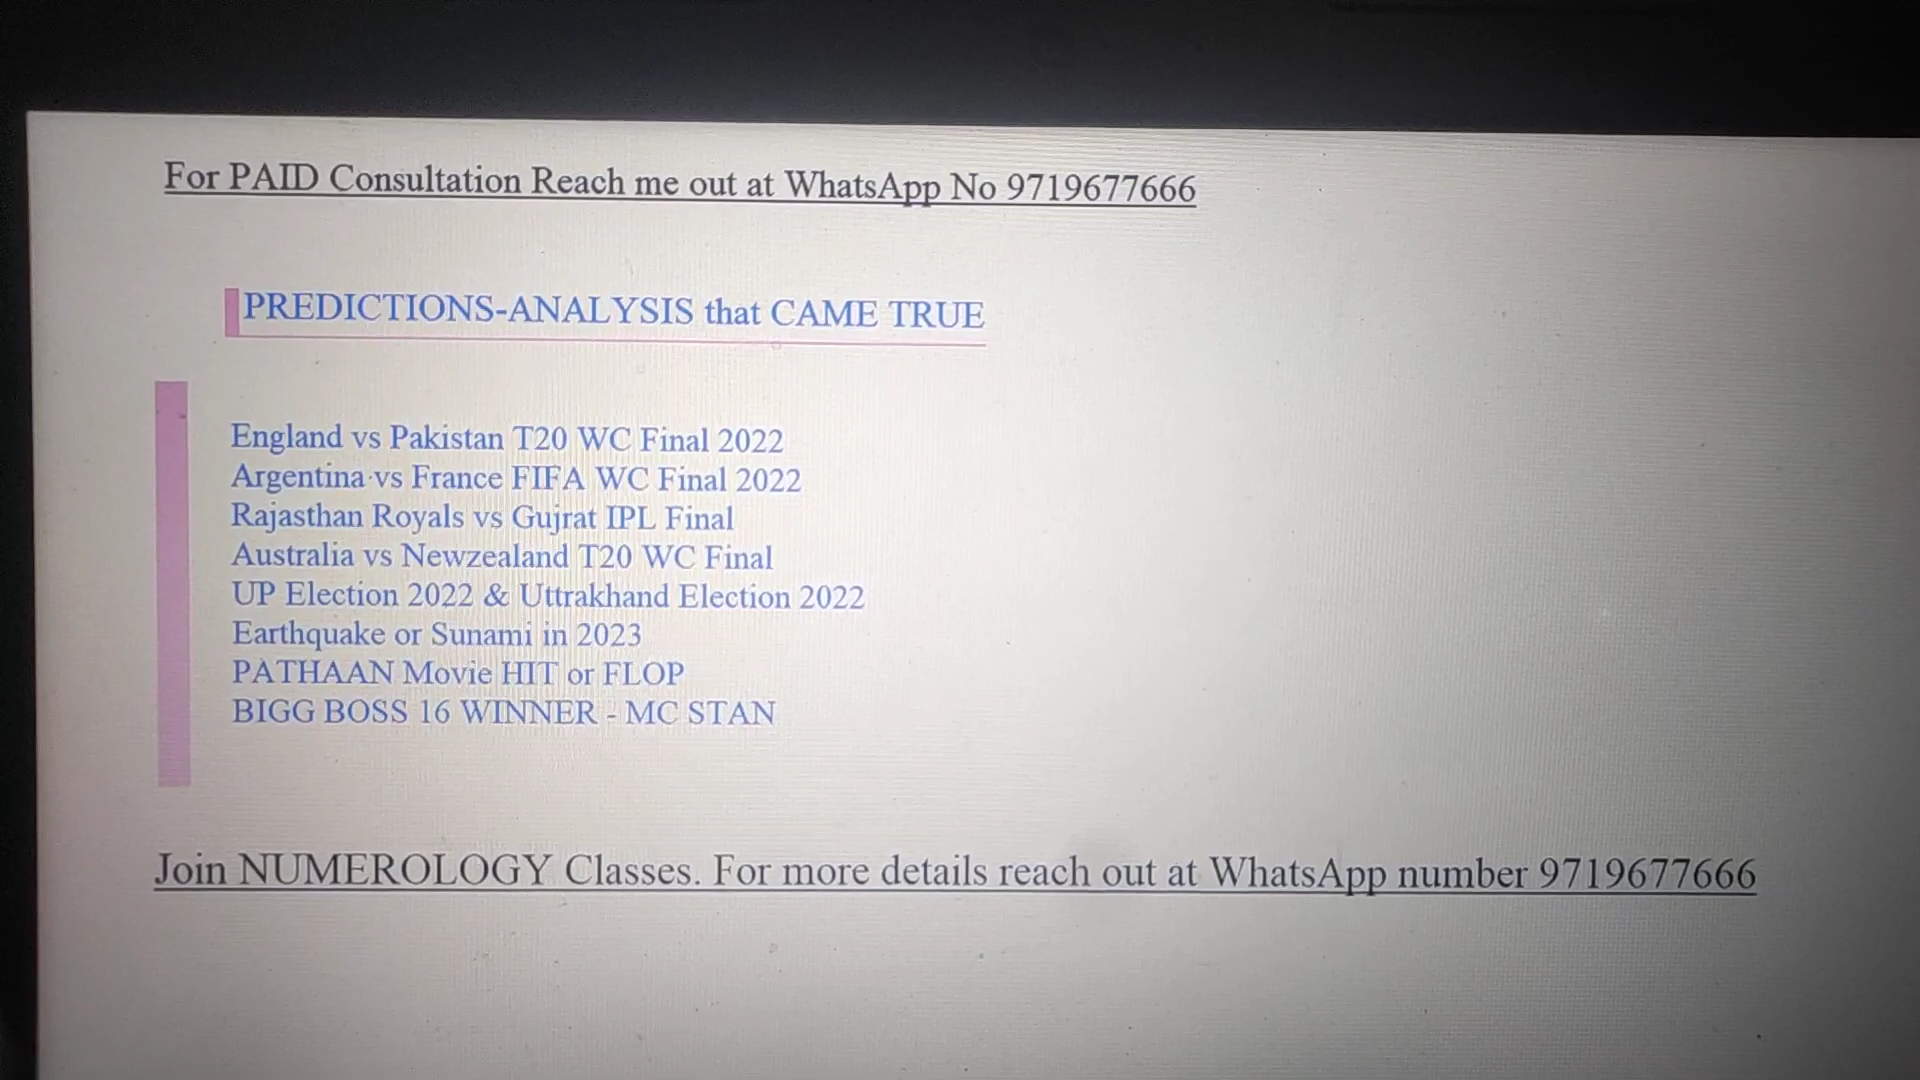 For PAID Consultation Reach me out at WhatsApp No 9719677666
PREDICTIONS-ANALYSIS that CAME TRUE
England vs Pakistan T20 WC Final 2022
Argentina vs France FIFA WC Final 2022
Rajasthan Royals vs Gujrat IPL Final
Australia vs Newzealand T20 WC Final
UP Election 2022 & Uttrakhand Election 2022
Earthquake or Sunami in 2023
PATHAAN Movie HIT or FLOP
BIGG BOSS 16 WINNER - MC STAN
Join NUMEROLOGY Classes. For more details reach out at WhatsApp number 9719677666